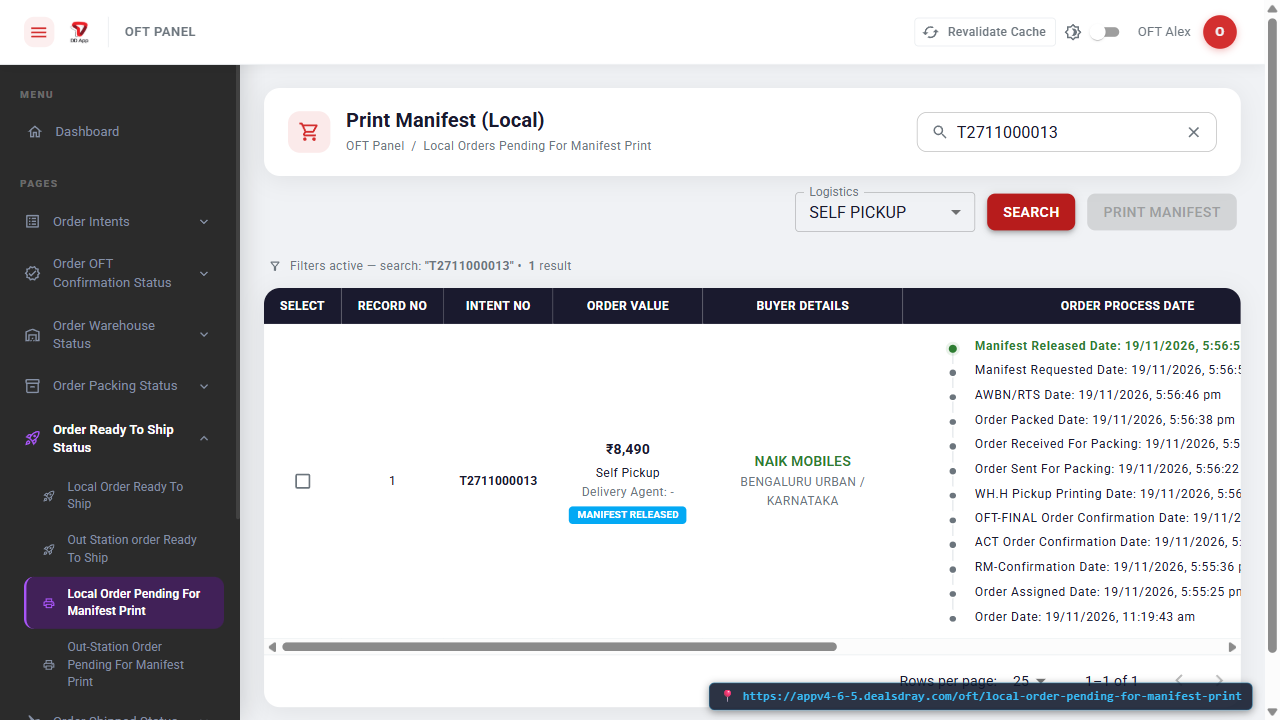 DD App
OFT PANEL
Revalidate Cache
OFT Alex
O
MENU
Dashboard
PAGES
Order Intents
Order OFT
Confirmation Status
Order Warehouse
Status
Order Packing Status
Order Ready To Ship
Status
Local Order Ready To
Ship
Out Station order Ready
To Ship
Local Order Pending For
Manifest Print
Out-Station Order
Pending For Manifest
Print
Order Shipped Status
Print Manifest (Local)
OFT Panel / Local Orders Pending For Manifest Print
T2711000013
Logistics
SELF PICKUP
SEARCH
PRINT MANIFEST
Filters active — search: "T2711000013" • 1 result
SELECT RECORD NO INTENT NO ORDER VALUE BUYER DETAILS ORDER PROCESS DATE
1
T2711000013
₹8,490
Self Pickup
Delivery Agent: -
MANIFEST RELEASED
NAIK MOBILES
BENGALURU URBAN /
KARNATAKA
Manifest Released Date: 19/11/2026, 5:56:5
Manifest Requested Date: 19/11/2026, 5:56:5
AWBN/RTS Date: 19/11/2026, 5:56:46 pm
Order Packed Date: 19/11/2026, 5:56:38 pm
Order Received For Packing: 19/11/2026, 5:5
Order Sent For Packing: 19/11/2026, 5:56:22
WH.H Pickup Printing Date: 19/11/2026, 5:56
OFT-FINAL Order Confirmation Date: 19/11/2
ACT Order Confirmation Date: 19/11/2026, 5:
RM-Confirmation Date: 19/11/2026, 5:55:36 p
Order Assigned Date: 19/11/2026, 5:55:25 pm
Order Date: 19/11/2026, 11:19:43 am
Rows per page: 25 1–1 of 1
https://appv4-6-5.dealsdray.com/oft/local-order-pending-for-manifest-print